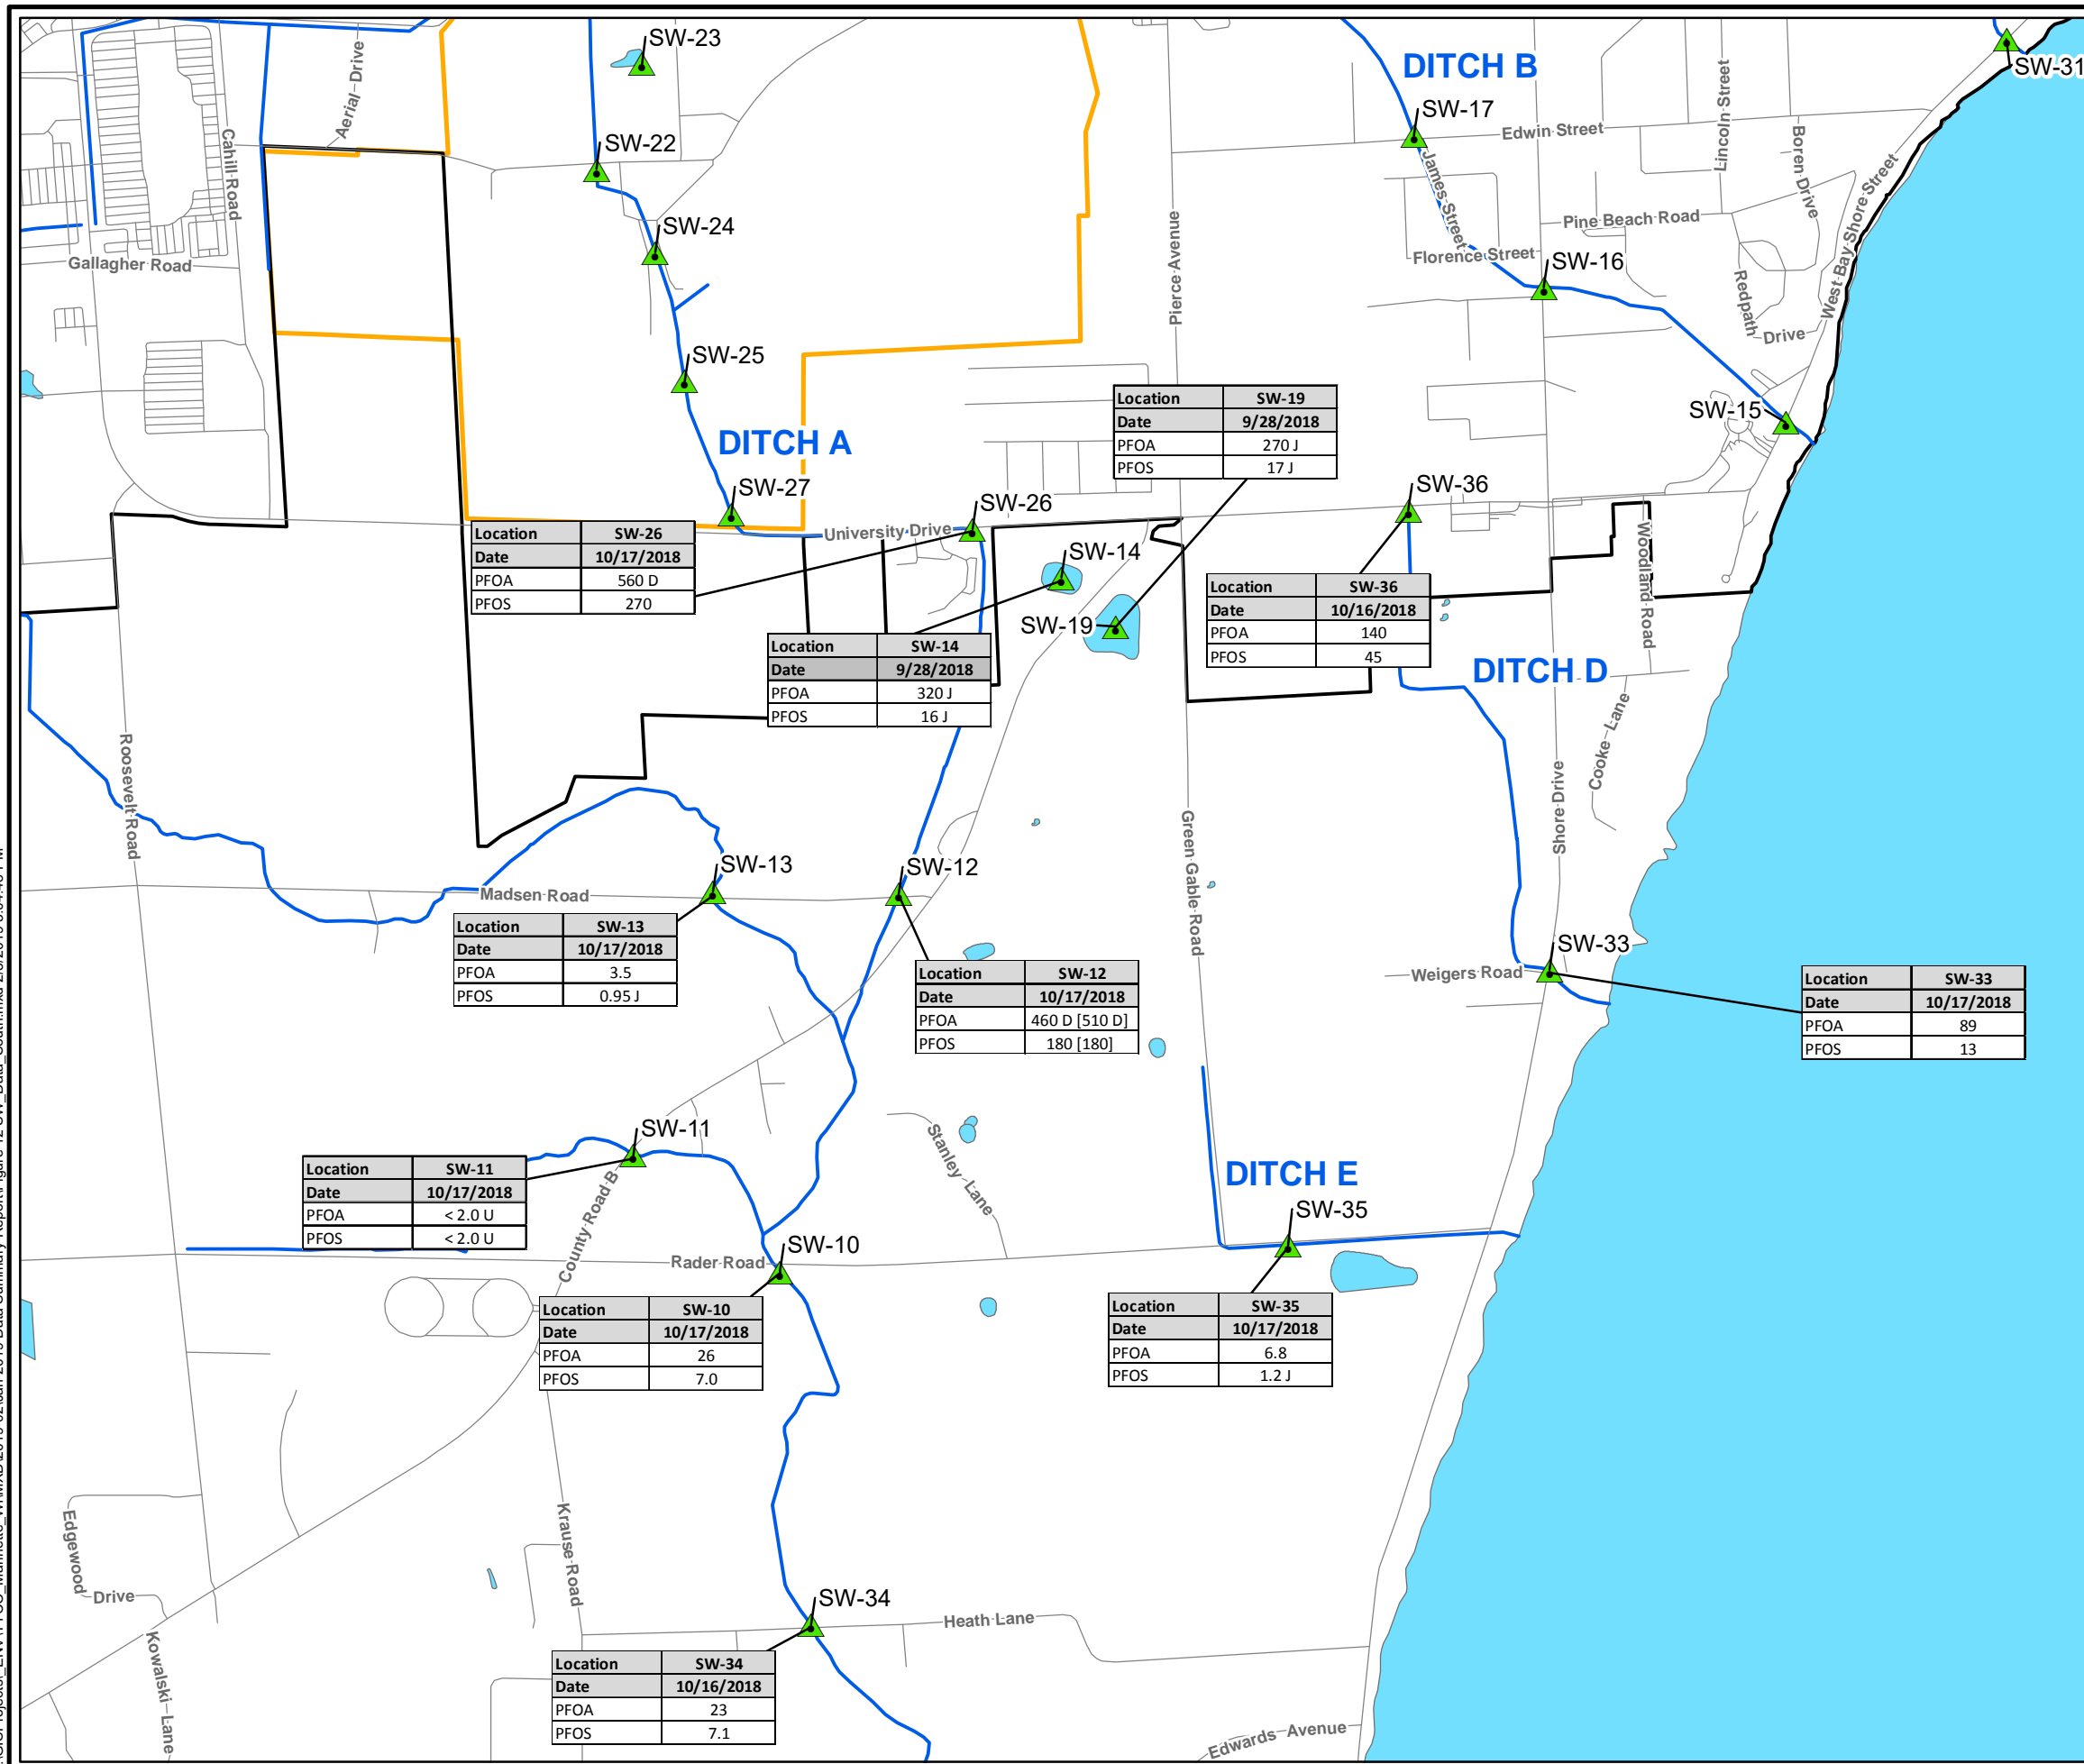 SW-23
SW-31
DITCH B
SW-17
Edwin Street
Lincoln Street
Boren Drive
Aerial Drive
Cahill Road
SW-22
James Street
Pine Beach Road
West Bay Shore Street
SW-24
Gallagher Road
Pierce Avenue
Florence Street
SW-16
Redpath
Drive
SW-25
SW-15
DITCH A
Location SW-19
Date 9/28/2018
PFOA 270 J
PFOS 17 J
SW-27
SW-26
SW-36
University Drive
Location SW-26
Date 10/17/2018
PFOA 560 D
PFOS 270
SW-14
SW-19
Woodland Road
Location SW-36
Date 10/16/2018
PFOA 140
PFOS 45
Location SW-14
Date 9/28/2018
PFOA 320 J
PFOS 16 J
DITCH D
Roosevelt Road
Cooke Lane
Shore Drive
Green Gable Road
SW-13
SW-12
Madsen Road
Location SW-13
Date 10/17/2018
PFOA 3.5
PFOS 0.95 J
SW-33
Weigers Road
Location SW-12
Date 10/17/2018
PFOA 460 D [510 D]
PFOS 180 [180]
Location SW-33
Date 10/17/2018
PFOA 89
PFOS 13
SW-11
Stanley Lane
Location SW-11
Date 10/17/2018
PFOA < 2.0 U
PFOS < 2.0 U
County Road B
DITCH E
SW-35
SW-10
Rader Road
Location SW-10
Date 10/17/2018
PFOA 26
PFOS 7.0
Location SW-35
Date 10/17/2018
PFOA 6.8
PFOS 1.2 J
Edgewood
Drive
Krause Road
SW-34
Heath Lane
Kowalski Lane
Location SW-34
Date 10/16/2018
PFOA 23
PFOS 7.1
Edwards Avenue